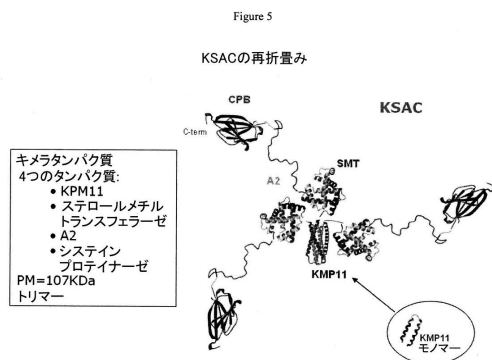 Figure 5
KSACの再折畳み
CPB
KSAC
C-term
SMT
A2
キメラタンパク質
4つのタンパク質:
• KPM11
• ステロールメチル
トランスフェラーゼ
• A2
• システイン
プロテイナーゼ
PM=107KDa
トリマー
KMP11
KMP11
モノマー